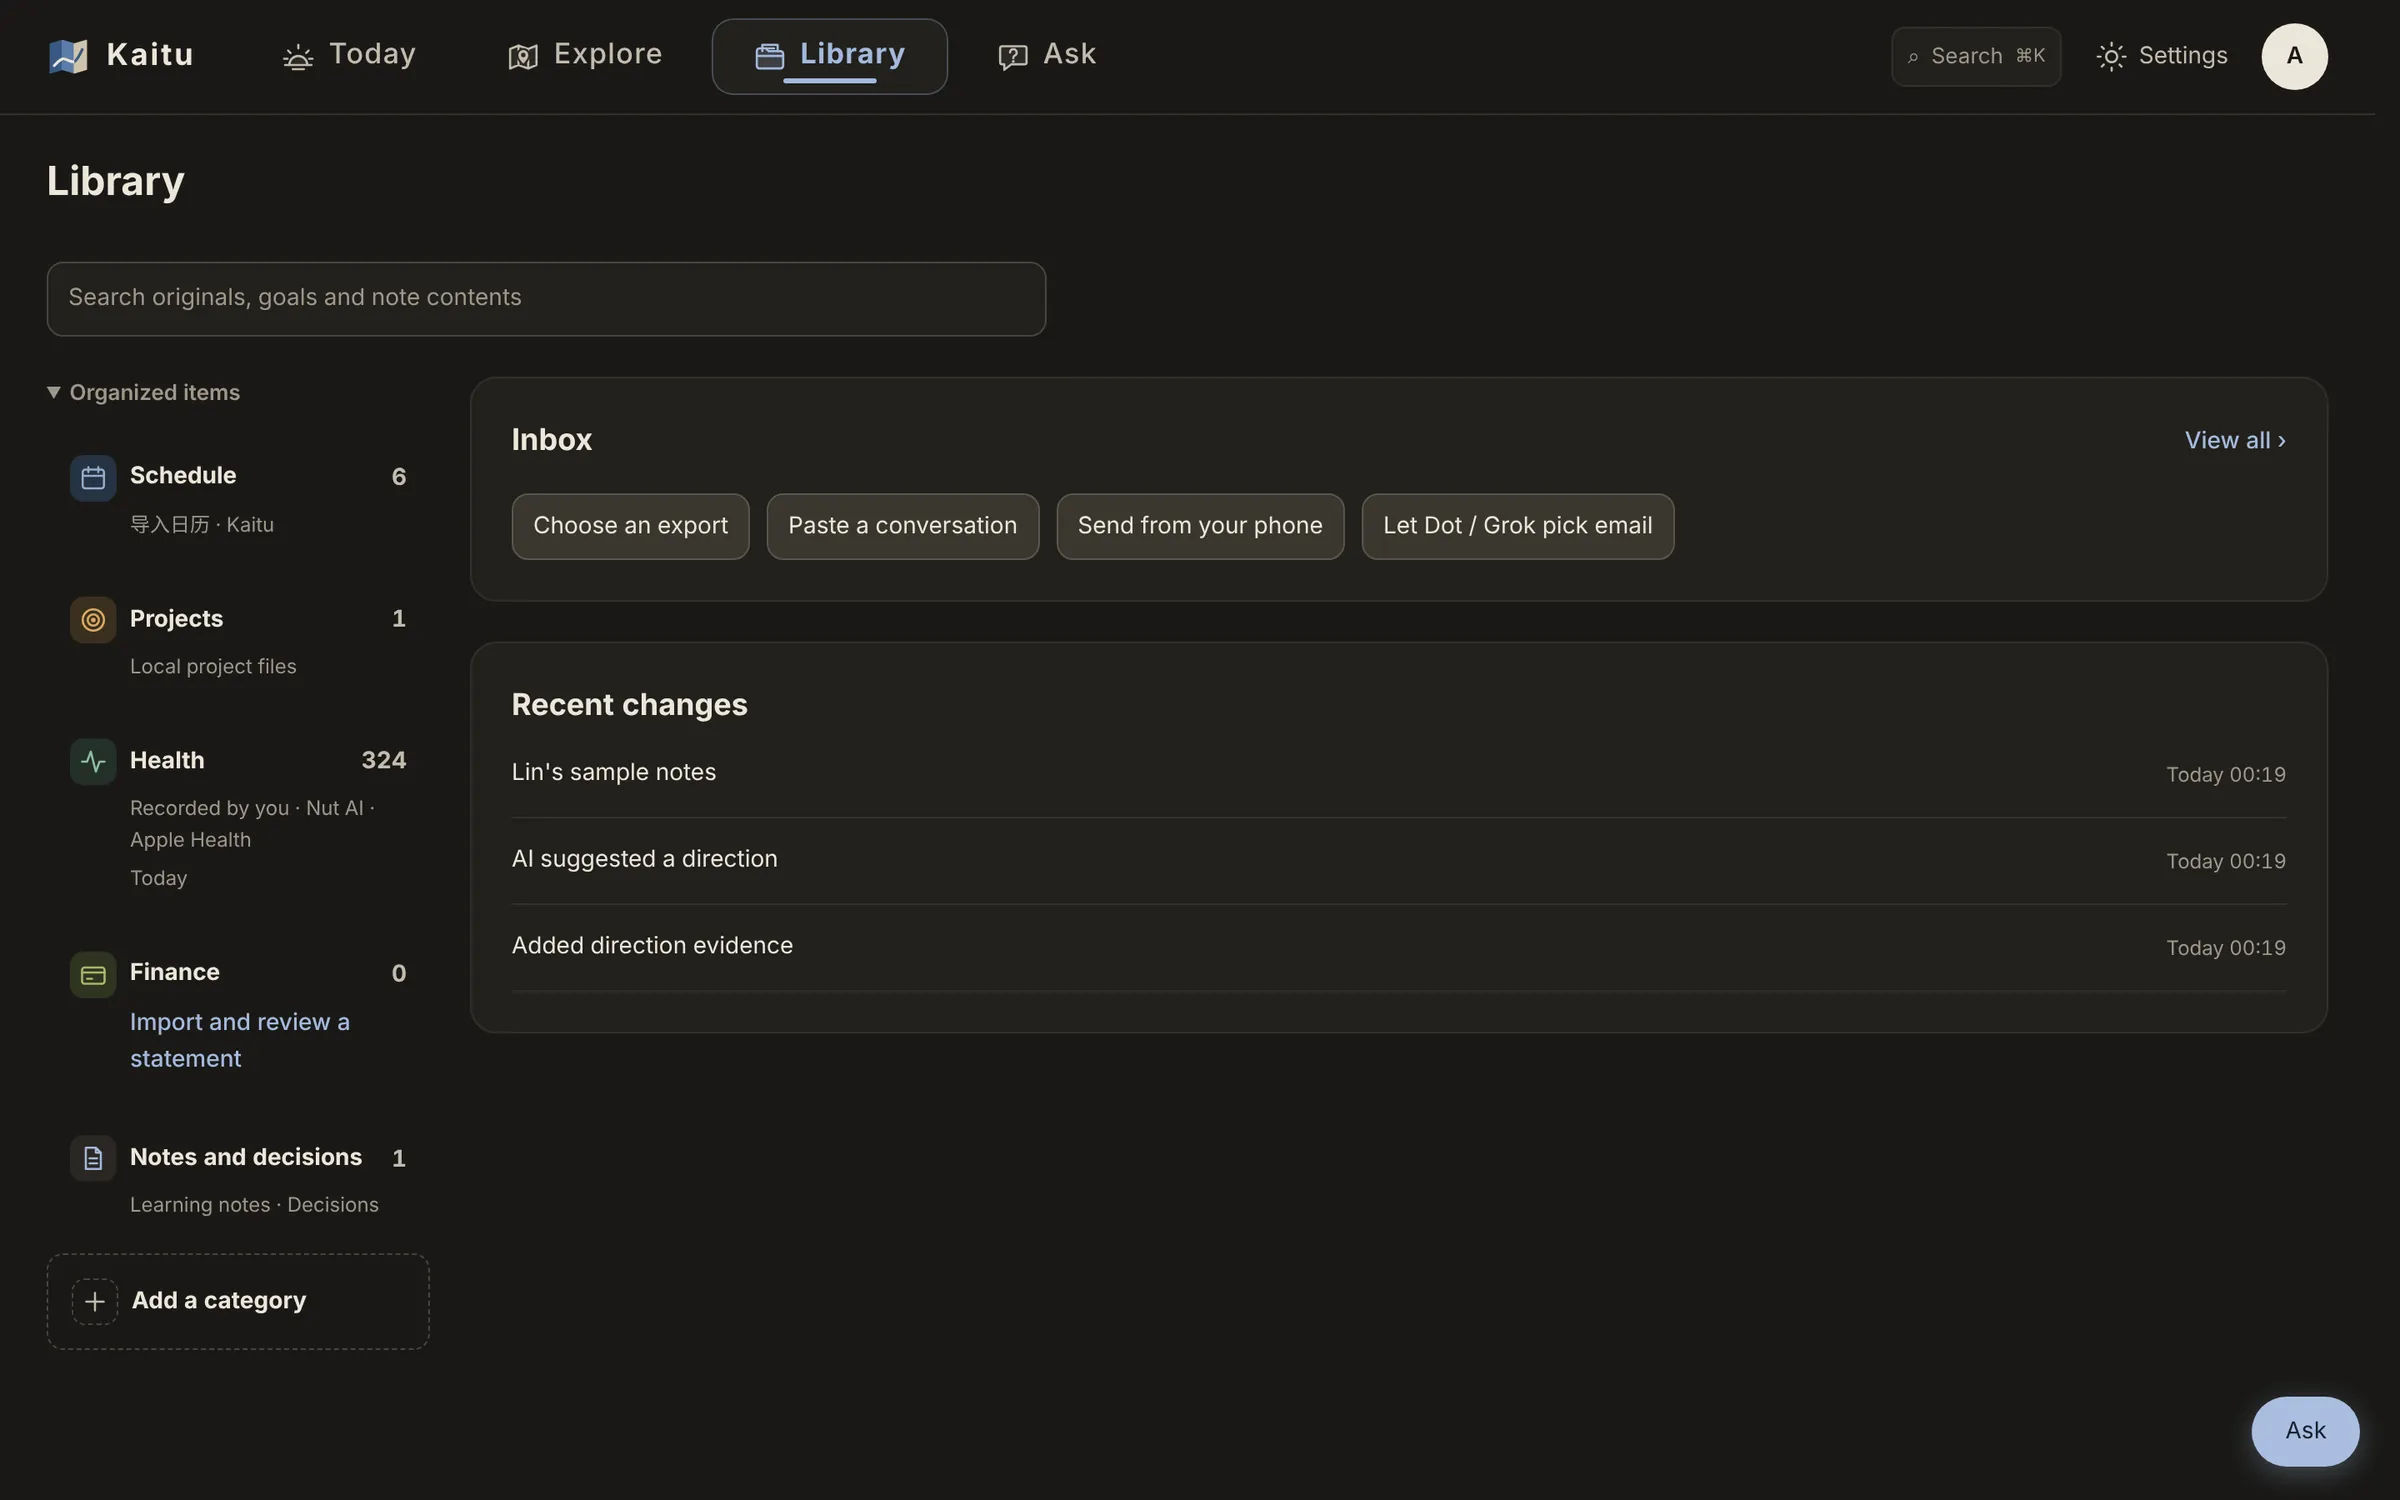 Kaitu
Today
Explore
Library
Ask
Search ⌘K
Settings
A
Library
Search originals, goals and note contents
Organized items
Schedule 6
导入日历 · Kaitu
Projects 1
Local project files
Health 324
Recorded by you · Nut AI ·
Apple Health
Today
Finance 0
Import and review a
statement
Notes and decisions 1
Learning notes · Decisions
Add a category
Inbox
View all ›
Choose an export
Paste a conversation
Send from your phone
Let Dot / Grok pick email
Recent changes
Lin's sample notes Today 00:19
AI suggested a direction Today 00:19
Added direction evidence Today 00:19
Ask